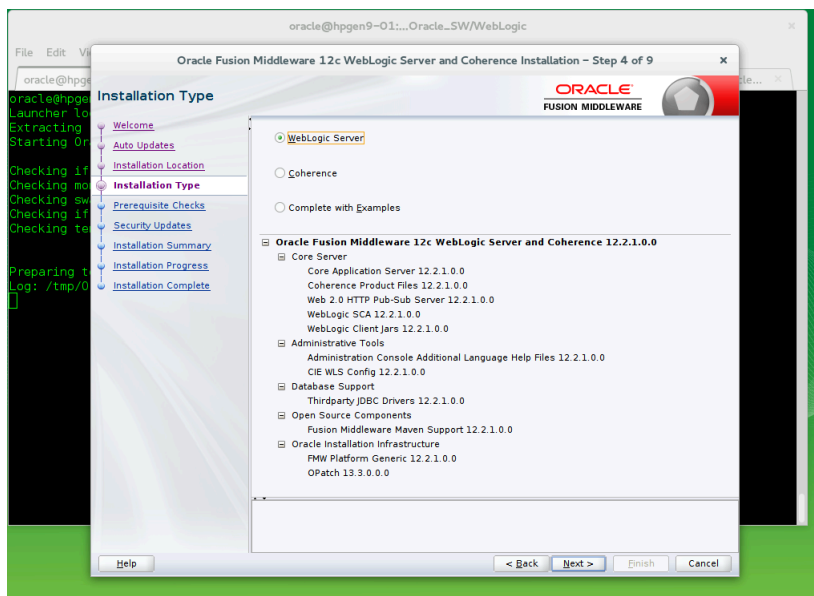 oracle@hpgen9-01:...Oracle_SW/WebLogic
File Edit Vi
oracle@hpge
oracle@hpge
Launcher lo
Extracting
Starting Or
Checking if
Checking mo
Checking sw
Checking if
Checking te
Preparing t
Log: /tmp/O
Oracle Fusion Middleware 12c WebLogic Server and Coherence Installation – Step 4 of 9
Installation Type
ORACLE
FUSION MIDDLEWARE
Welcome
Auto Updates
Installation Location
Installation Type
Prerequisite Checks
Security Updates
Installation Summary
Installation Progress
Installation Complete
WebLogic Server
Coherence
Complete with Examples
Oracle Fusion Middleware 12c WebLogic Server and Coherence 12.2.1.0.0
Core Server
Core Application Server 12.2.1.0.0
Coherence Product Files 12.2.1.0.0
Web 2.0 HTTP Pub-Sub Server 12.2.1.0.0
WebLogic SCA 12.2.1.0.0
WebLogic Client Jars 12.2.1.0.0
Administrative Tools
Administration Console Additional Language Help Files 12.2.1.0.0
CIE WLS Config 12.2.1.0.0
Database Support
Thirdparty JDBC Drivers 12.2.1.0.0
Open Source Components
Fusion Middleware Maven Support 12.2.1.0.0
Oracle Installation Infrastructure
FMW Platform Generic 12.2.1.0.0
OPatch 13.3.0.0.0
Help
< Back Next > Finish Cancel